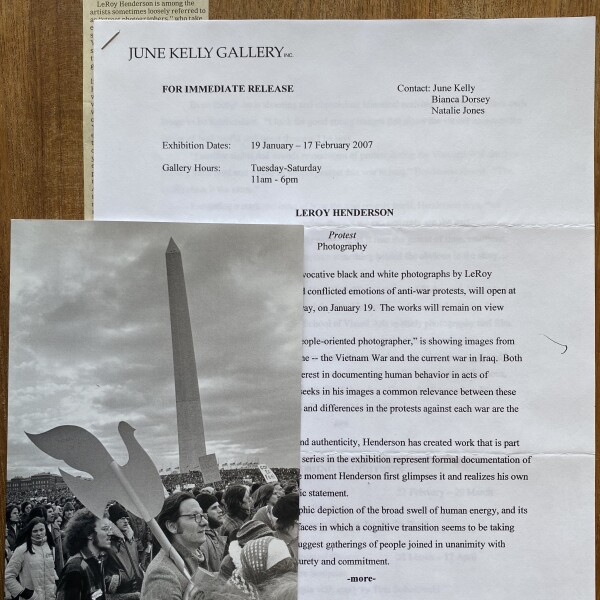 LeRoy Henderson is among the
artists sometimes loosely referred to
JUNE KELLY GALLERY INC.
FOR IMMEDIATE RELEASE
Contact: June Kelly
Bianca Dorsey
Natalie Jones
Exhibition Dates: 19 January – 17 February 2007
Gallery Hours: Tuesday-Saturday
11am - 6pm
LEROY HENDERSON
Protest
Photography
vocative black and white photographs by LeRoy
conflicted emotions of anti-war protests, will open at
ay, on January 19. The works will remain on view
eople-oriented photographer,” is showing images from
ne -- the Vietnam War and the current war in Iraq. Both
erest in documenting human behavior in acts of
seeks in his images a common relevance between these
and differences in the protests against each war are the
nd authenticity, Henderson has created work that is part
series in the exhibition represent formal documentation of
e moment Henderson first glimpses it and realizes his own
ic statement.
phic depiction of the broad swell of human energy, and its
faces in which a cognitive transition seems to be taking
uggest gatherings of people joined in unanimity with
urety and commitment.
-more-